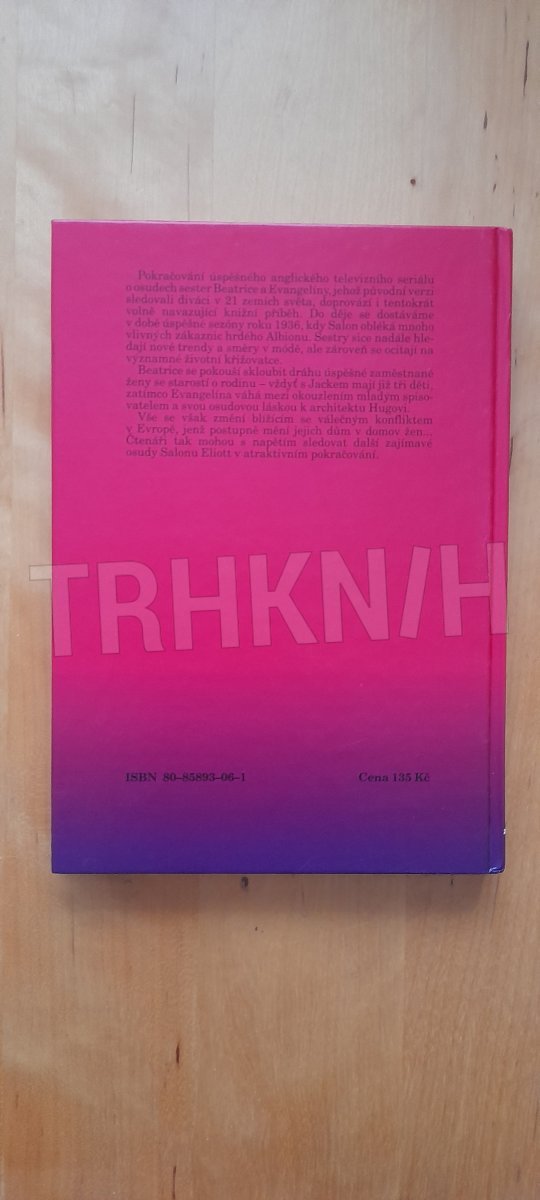 Pokračování úspěšného anglického televizního seriálu
o osudech sester Beatrice a Evangeliny, jehož původní verzi
sledovali diváci v 21 zemích světa, doprovází i tentokrát
volně navazující knižní příběh. Do děje se dostáváme
v době úspěšné sezóny roku 1936, kdy Salon obléká mnoho
vlivných zákaznic hrdého Albionu. Sestry sice nadále hle-
dají nové trendy a směry v módě, ale zároveň se ocitají na
významné životní křižovatce.
Beatrice se pokouší skloubit dráhu úspěšné zaměstnané
ženy se starostí o rodinu – vždyť s Jackem mají již tři děti,
zatímco Evangelina váhá mezi okouzlením mladým spiso-
vatelem a svou osudovou láskou k architektu Hugovi.
Vše se však změní blížícím se válečným konfliktem
v Evropě, jenž postupně mění jejich dům v domov žen...
Čtenáři tak mohou s napětím sledovat další zajímavé
osudy Salonu Eliott v atraktivním pokračování.
TRHKNIH
ISBN 80–85893–06–1 Cena 135 Kč